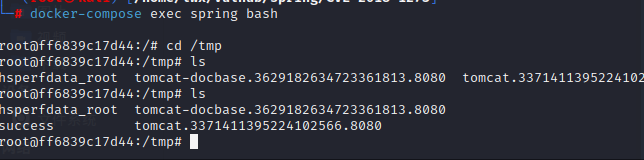 └─# docker-compose exec spring bash
root@ff6839c17d44:/# cd /tmp
root@ff6839c17d44:/tmp# ls
hsperfdata_root  tomcat-docbase.3629182634723361813.8080  tomcat.3371411395224102
root@ff6839c17d44:/tmp# ls
hsperfdata_root  tomcat-docbase.3629182634723361813.8080
success          tomcat.3371411395224102566.8080
root@ff6839c17d44:/tmp#